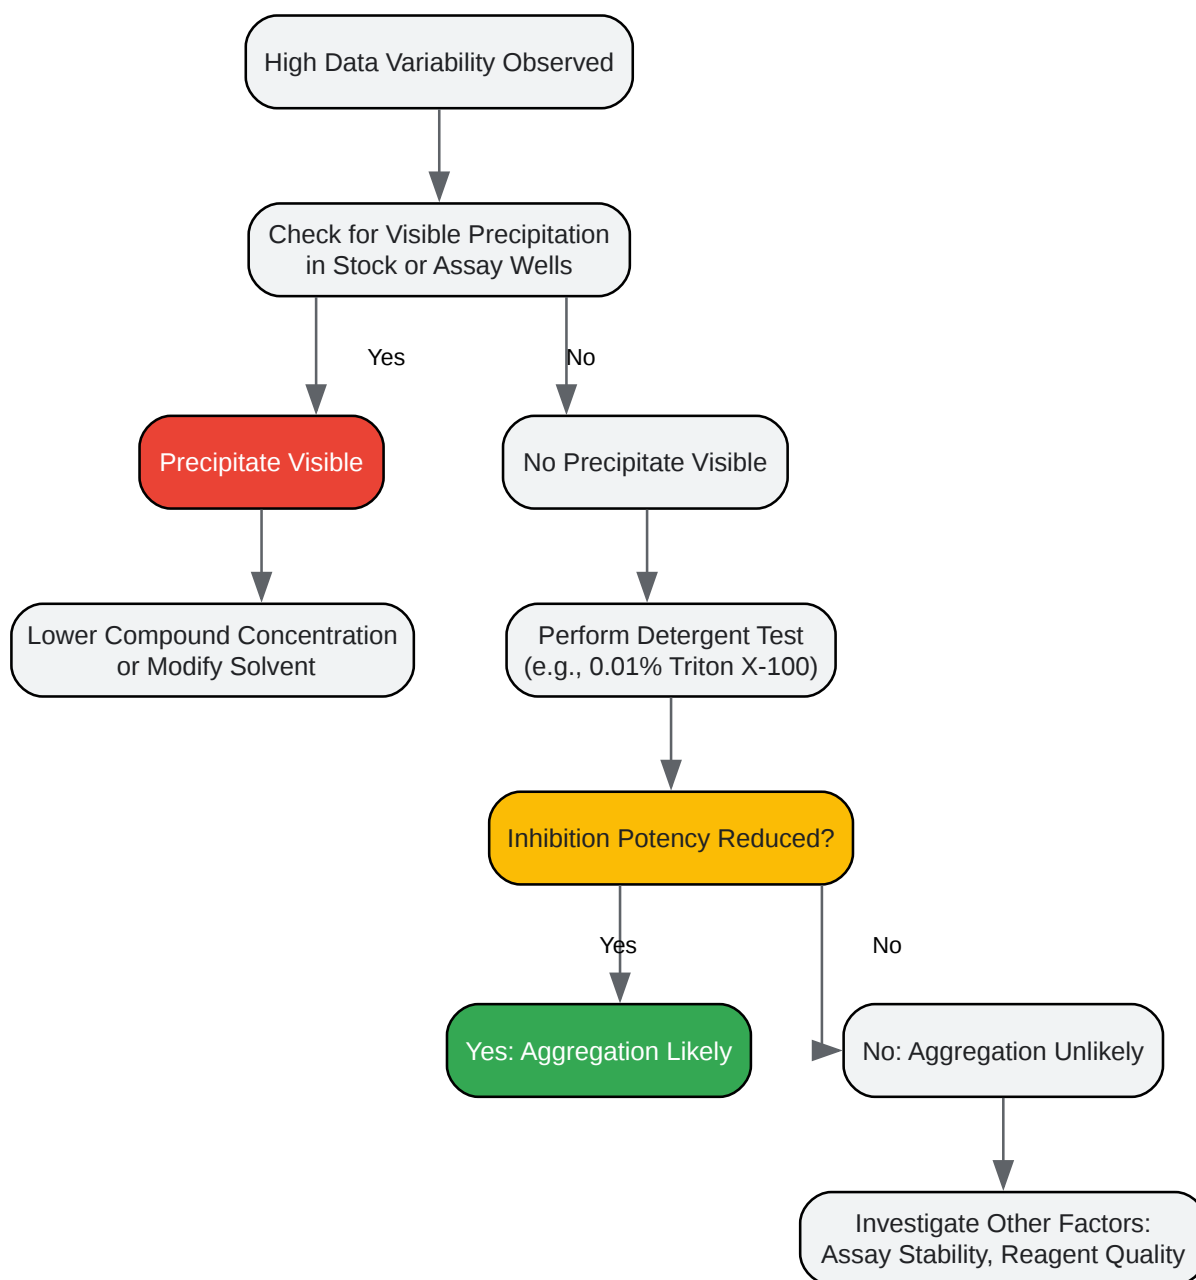 High Data Variability Observed
Check for Visible Precipitation
in Stock or Assay Wells
Yes
No
Precipitate Visible
No Precipitate Visible
Lower Compound Concentration
or Modify Solvent
Perform Detergent Test
(e.g., 0.01% Triton X-100)
Inhibition Potency Reduced?
Yes
No
Yes: Aggregation Likely
No: Aggregation Unlikely
Investigate Other Factors:
Assay Stability, Reagent Quality